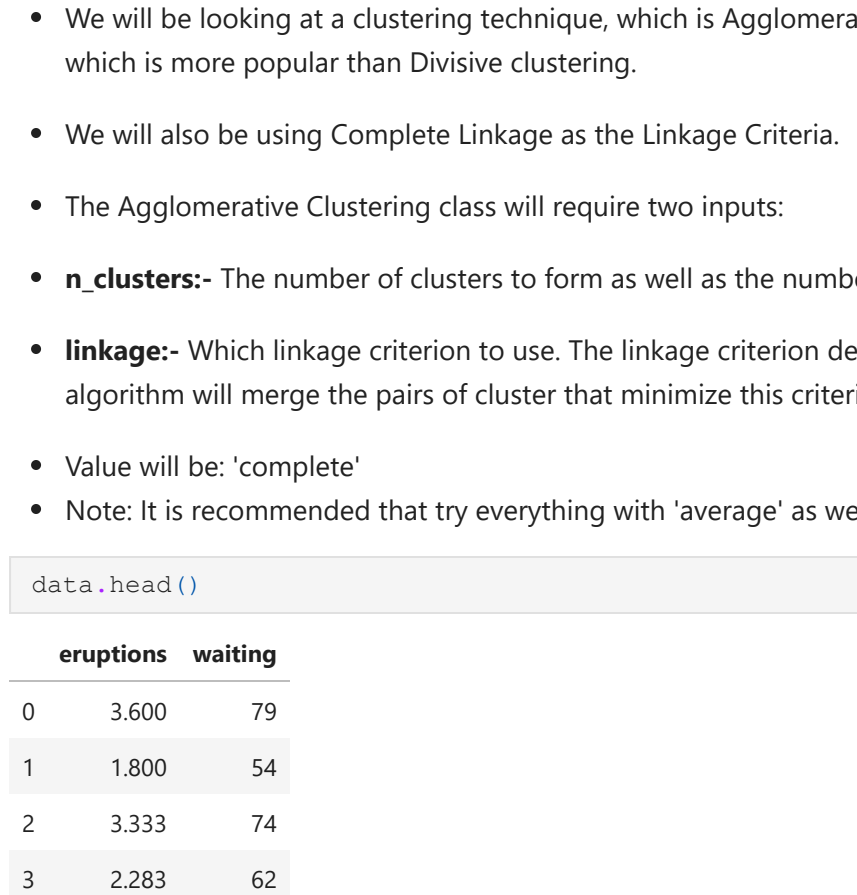 We will be looking at a clustering technique, which is Agglomera
which is more popular than Divisive clustering.
We will also be using Complete Linkage as the Linkage Criteria.
The Agglomerative Clustering class will require two inputs:
n_clusters:- The number of clusters to form as well as the numb
linkage:- Which linkage criterion to use. The linkage criterion de
algorithm will merge the pairs of cluster that minimize this criteri
Value will be: 'complete'
Note: It is recommended that try everything with 'average' as we
data.head()
eruptions waiting
0 3.600 79
1 1.800 54
2 3.333 74
3 2.283 62